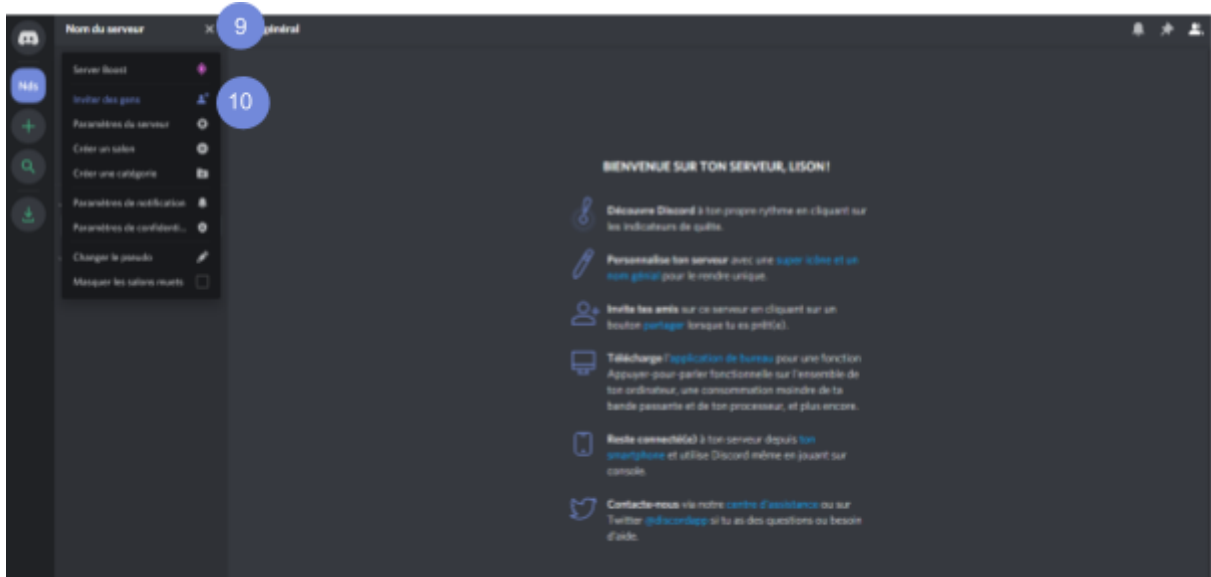 Nom du serveur
9
général
Nds
Server Boost
Inviter des gens
10
Paramètres du serveur
Créer un salon
Créer une catégorie
Paramètres de notification
Paramètres de confidenti...
Changer le pseudo
Masquer les salons muets
BIENVENUE SUR TON SERVEUR, LISON !
Découvre Discord à ton propre rythme en cliquant sur
les indicateurs de quête.
Personnalise ton serveur avec une super icône et un
nom génial pour le rendre unique.
Invite tes amis sur ce serveur en cliquant sur un
bouton partager lorsque tu es prêt(e).
Télécharge l'application de bureau pour une fonction
Appuyer-pour-parler fonctionnelle sur l'ensemble de
ton ordinateur, une consommation moindre de ta
bande passante et de ton processeur, et plus encore.
Reste connecté(e) à ton serveur depuis ton
smartphone et utilise Discord même en jouant sur
console.
Contacte-nous via notre centre d'assistance ou sur
Twitter @discordapp si tu as des questions ou besoin
d'aide.